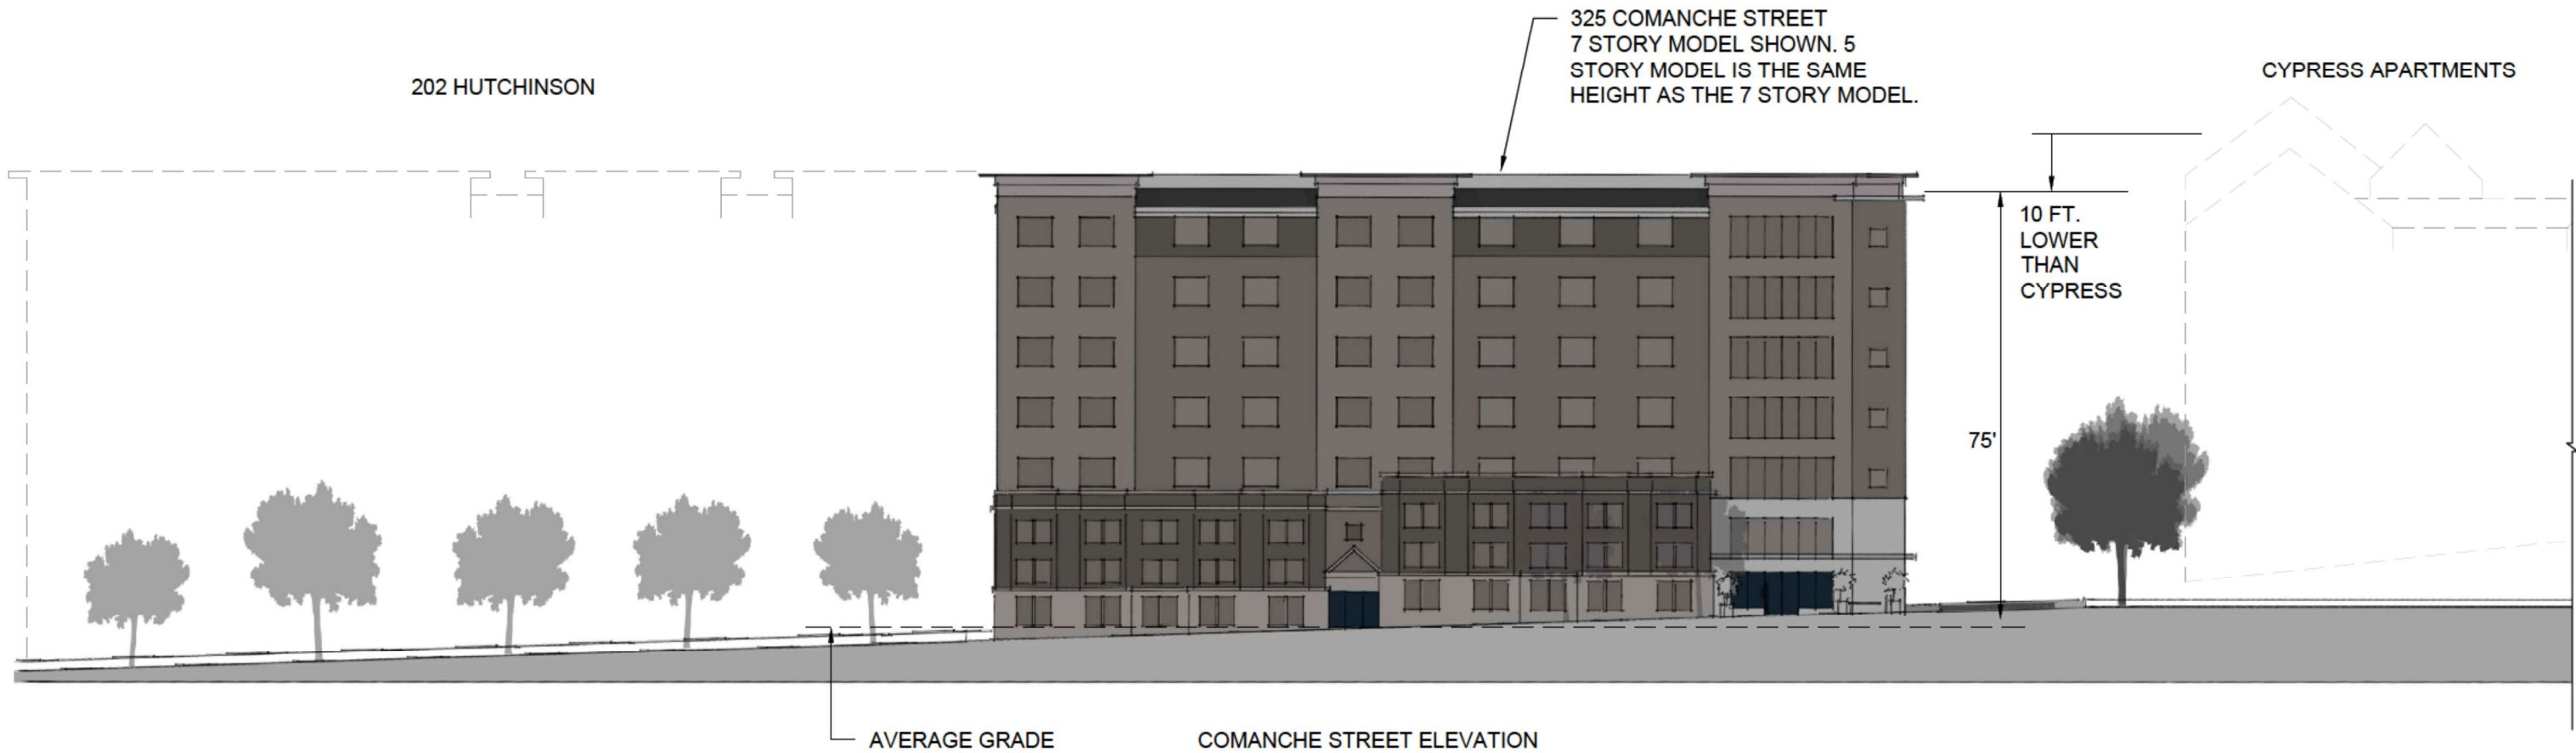 325 COMANCHE STREET
7 STORY MODEL SHOWN. 5
STORY MODEL IS THE SAME
HEIGHT AS THE 7 STORY MODEL.
202 HUTCHINSON
CYPRESS APARTMENTS
10 FT.
LOWER
THAN
CYPRESS
75'
AVERAGE GRADE
COMANCHE STREET ELEVATION